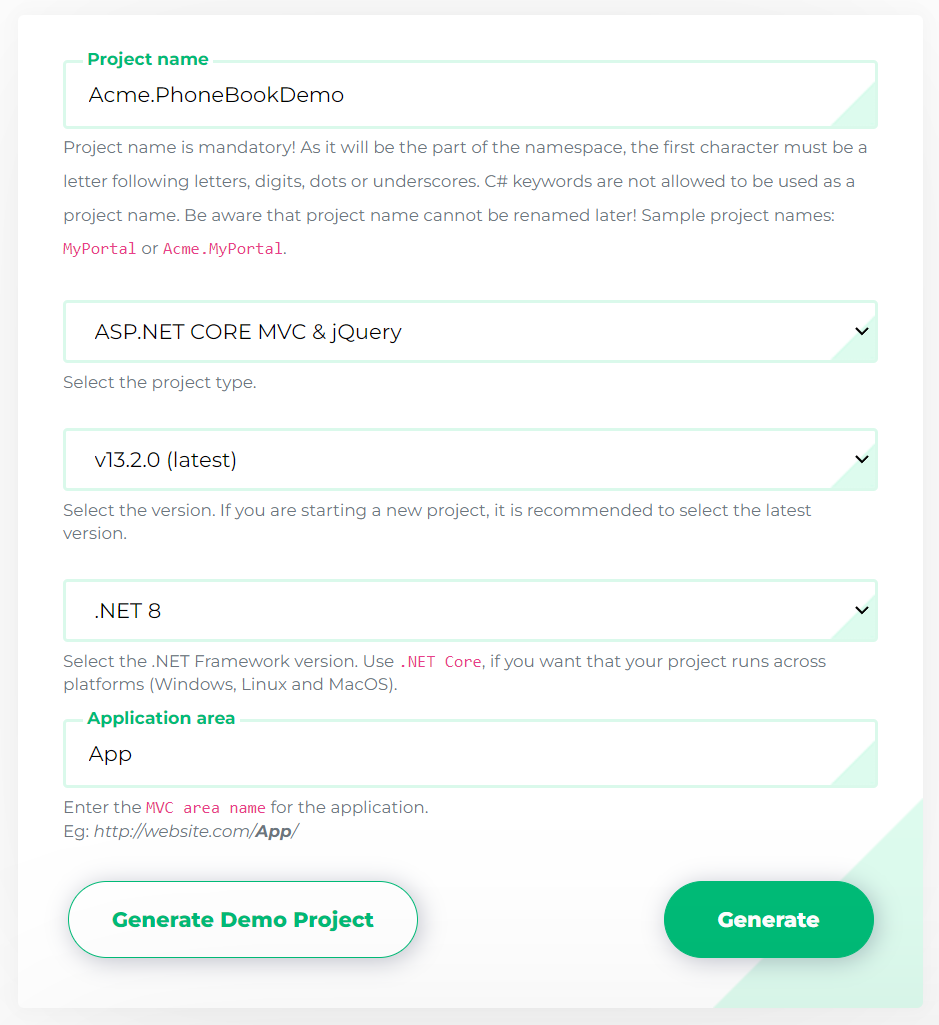 Project name
Acme.PhoneBookDemo
Project name is mandatory! As it will be the part of the namespace, the first character must be a
letter following letters, digits, dots or underscores. C# keywords are not allowed to be used as a
project name. Be aware that project name cannot be renamed later! Sample project names:
MyPortal or Acme.MyPortal.
ASP.NET CORE MVC & jQuery
Select the project type.
v13.2.0 (latest)
Select the version. If you are starting a new project, it is recommended to select the latest
version.
.NET 8
Select the .NET Framework version. Use .NET Core, if you want that your project runs across
platforms (Windows, Linux and MacOS).
Application area
App
Enter the MVC area name for the application.
Eg: http://website.com/App/
Generate Demo Project
Generate